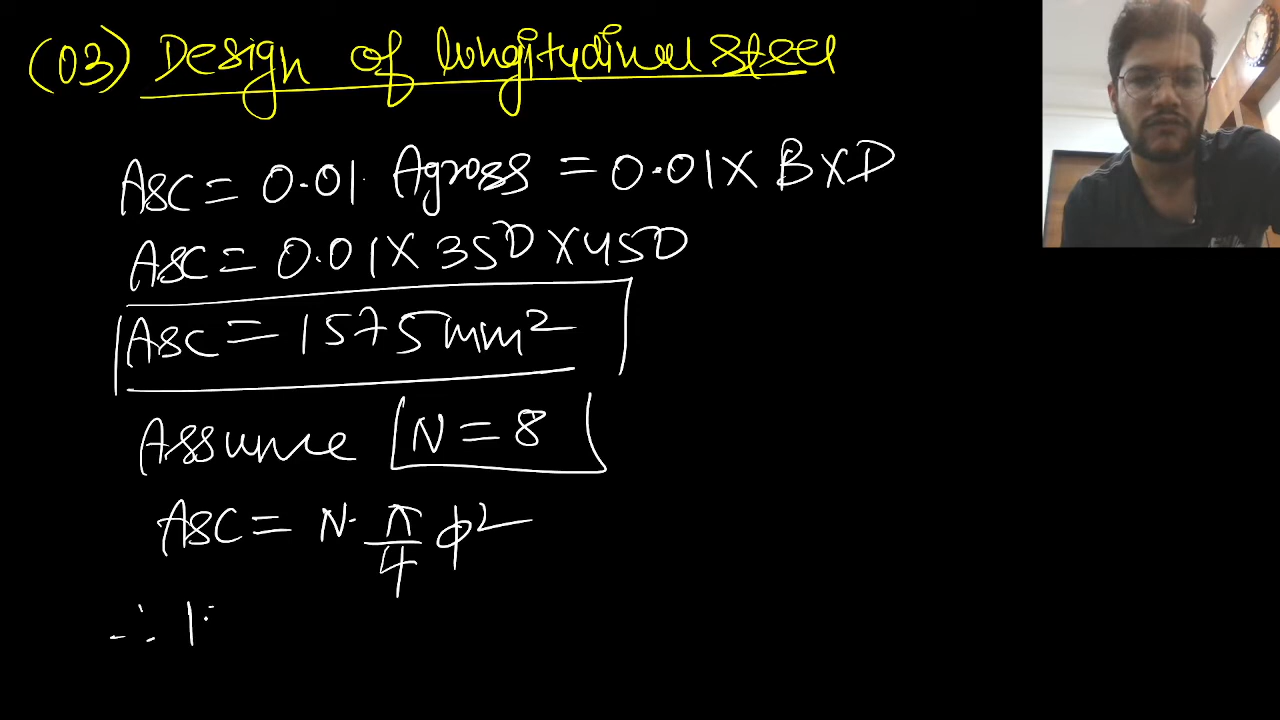 (03) Design of longitudinal steel
Asc = 0.01 Agross = 0.01 X B X D
Asc = 0.01 X 350 X 450
Asc = 1575 mm²
Assume N = 8
Asc = N. π/4 φ²
∴ 1